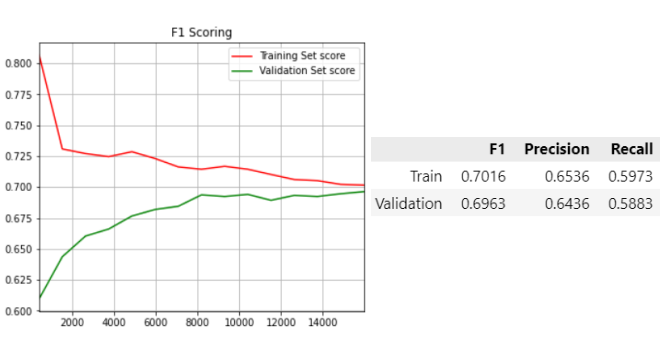 F1 Scoring
Training Set score
Validation Set score
0.800
0.775
0.750
0.725
0.700
0.675
0.650
0.625
0.600
2000 4000 6000 8000 10000 12000 14000
F1 Precision Recall
Train 0.7016 0.6536 0.5973
Validation 0.6963 0.6436 0.5883